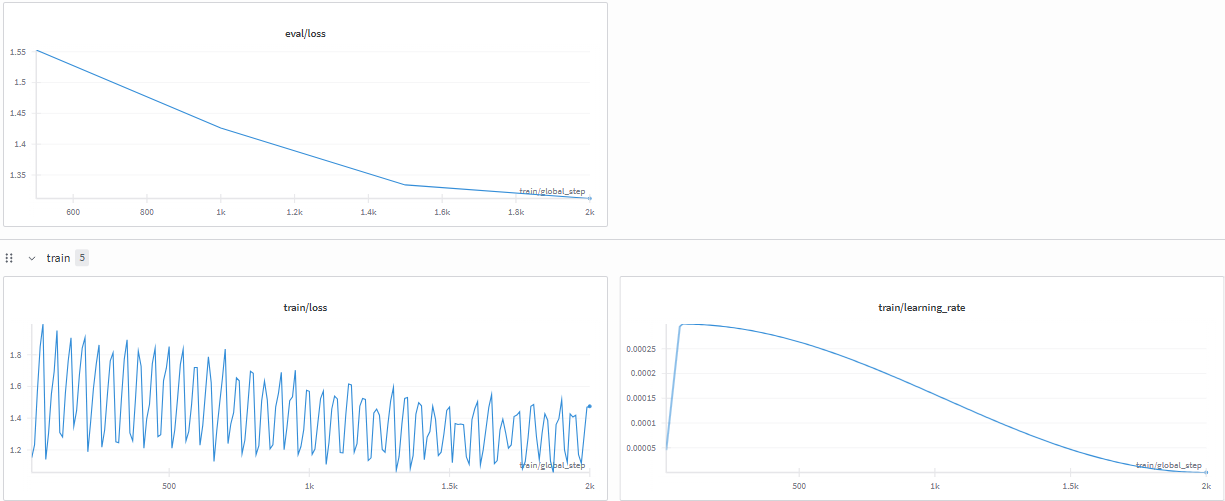 eval/loss
1.55
1.5
1.45
1.4
1.35
train/global_step
600 800 1k 1.2k 1.4k 1.6k 1.8k 2k
train 5
train/loss
1.8
1.6
1.4
1.2
train/global_step
500 1k 1.5k 2k
train/learning_rate
0.00025
0.0002
0.00015
0.0001
0.00005
train/global_step
500 1k 1.5k 2k